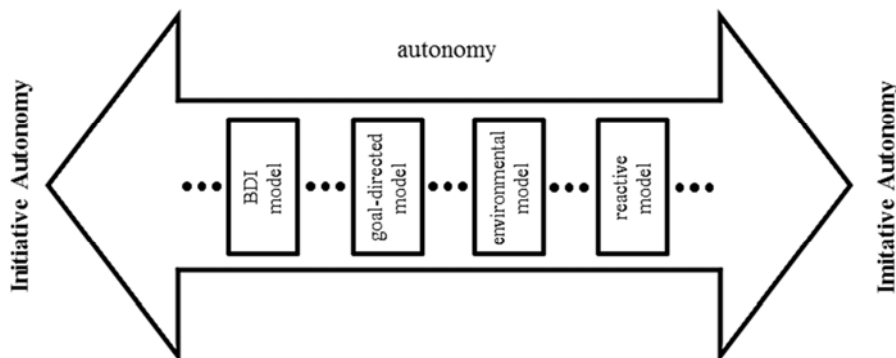 autonomy
Initiative Autonomy
BDI
model
goal-directed
model
environmental
model
reactive
model
Imitative Autonomy